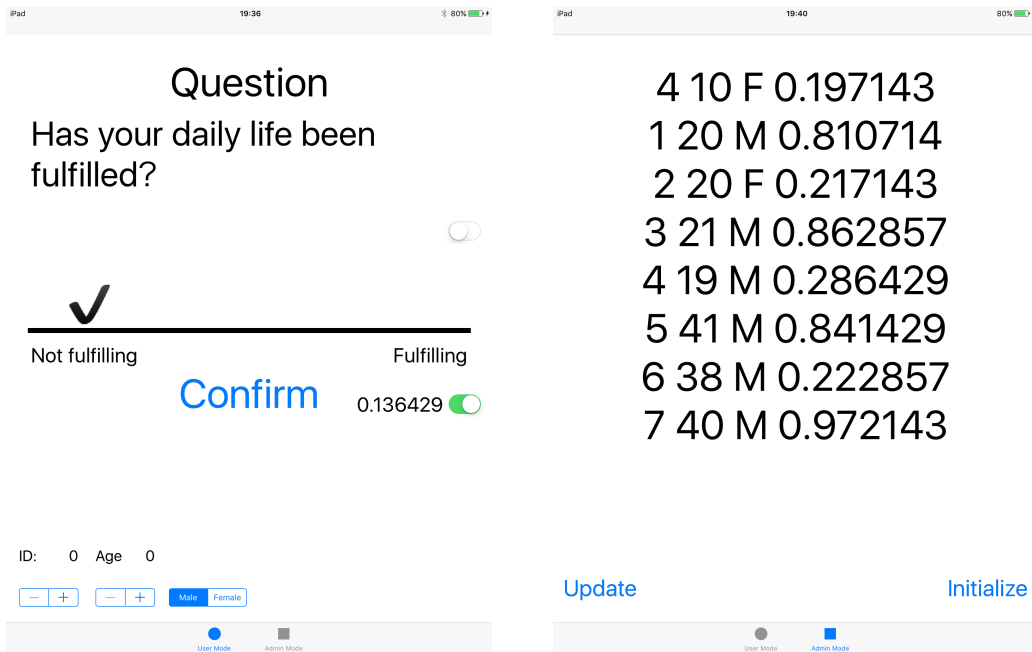 iPad 19:36 80%
Question
Has your daily life been
fulfilled?
Not fulfilling Fulfilling
Confirm 0.136429
ID: 0 Age 0
Male Female
User Mode Admin Mode
iPad 19:40 80%
4 10 F 0.197143
1 20 M 0.810714
2 20 F 0.217143
3 21 M 0.862857
4 19 M 0.286429
5 41 M 0.841429
6 38 M 0.222857
7 40 M 0.972143
Update Initialize
User Mode Admin Mode